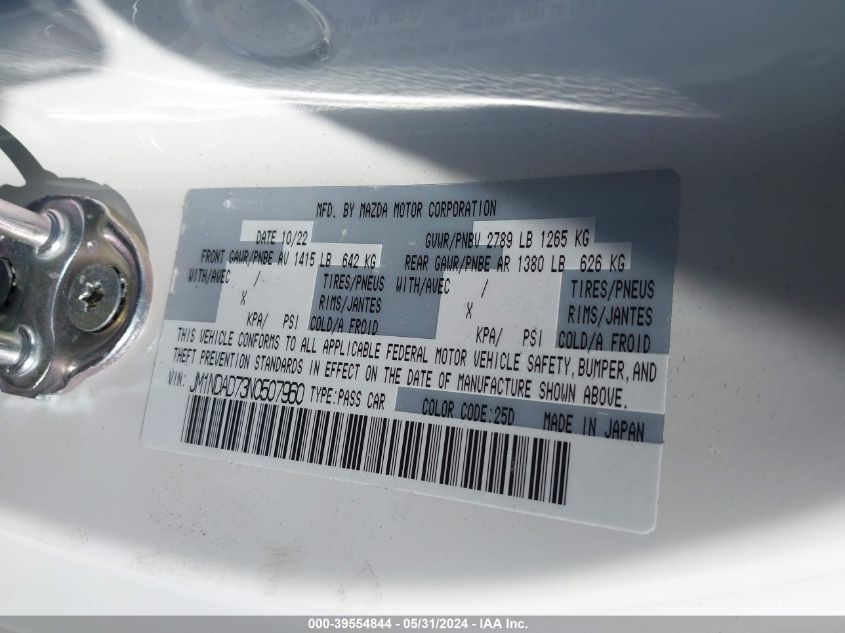 MFD. BY MAZDA MOTOR CORPORATION
DATE 10/22 GVWR/PNBV 2789 LB 1265 KG
FRONT GAWR/PNBE AV 1415 LB 642 KG REAR GAWR/PNBE AR 1380 LB 626 KG
WITH/AVEC / TIRES/PNEUS WITH/AVEC / TIRES/PNEUS
X RIMS/JANTES X RIMS/JANTES
KPA/ PSI COLD/A FROID KPA/ PSI COLD/A FROID
THIS VEHICLE CONFORMS TO ALL APPLICABLE FEDERAL MOTOR VEHICLE SAFETY, BUMPER, AND
THEFT PREVENTION STANDARDS IN EFFECT ON THE DATE OF MANUFACTURE SHOWN ABOVE.
VIN: JM1NDAD73N0507960 TYPE:PASS CAR COLOR CODE:25D MADE IN JAPAN
000-39554844 - 05/31/2024 - IAA Inc.